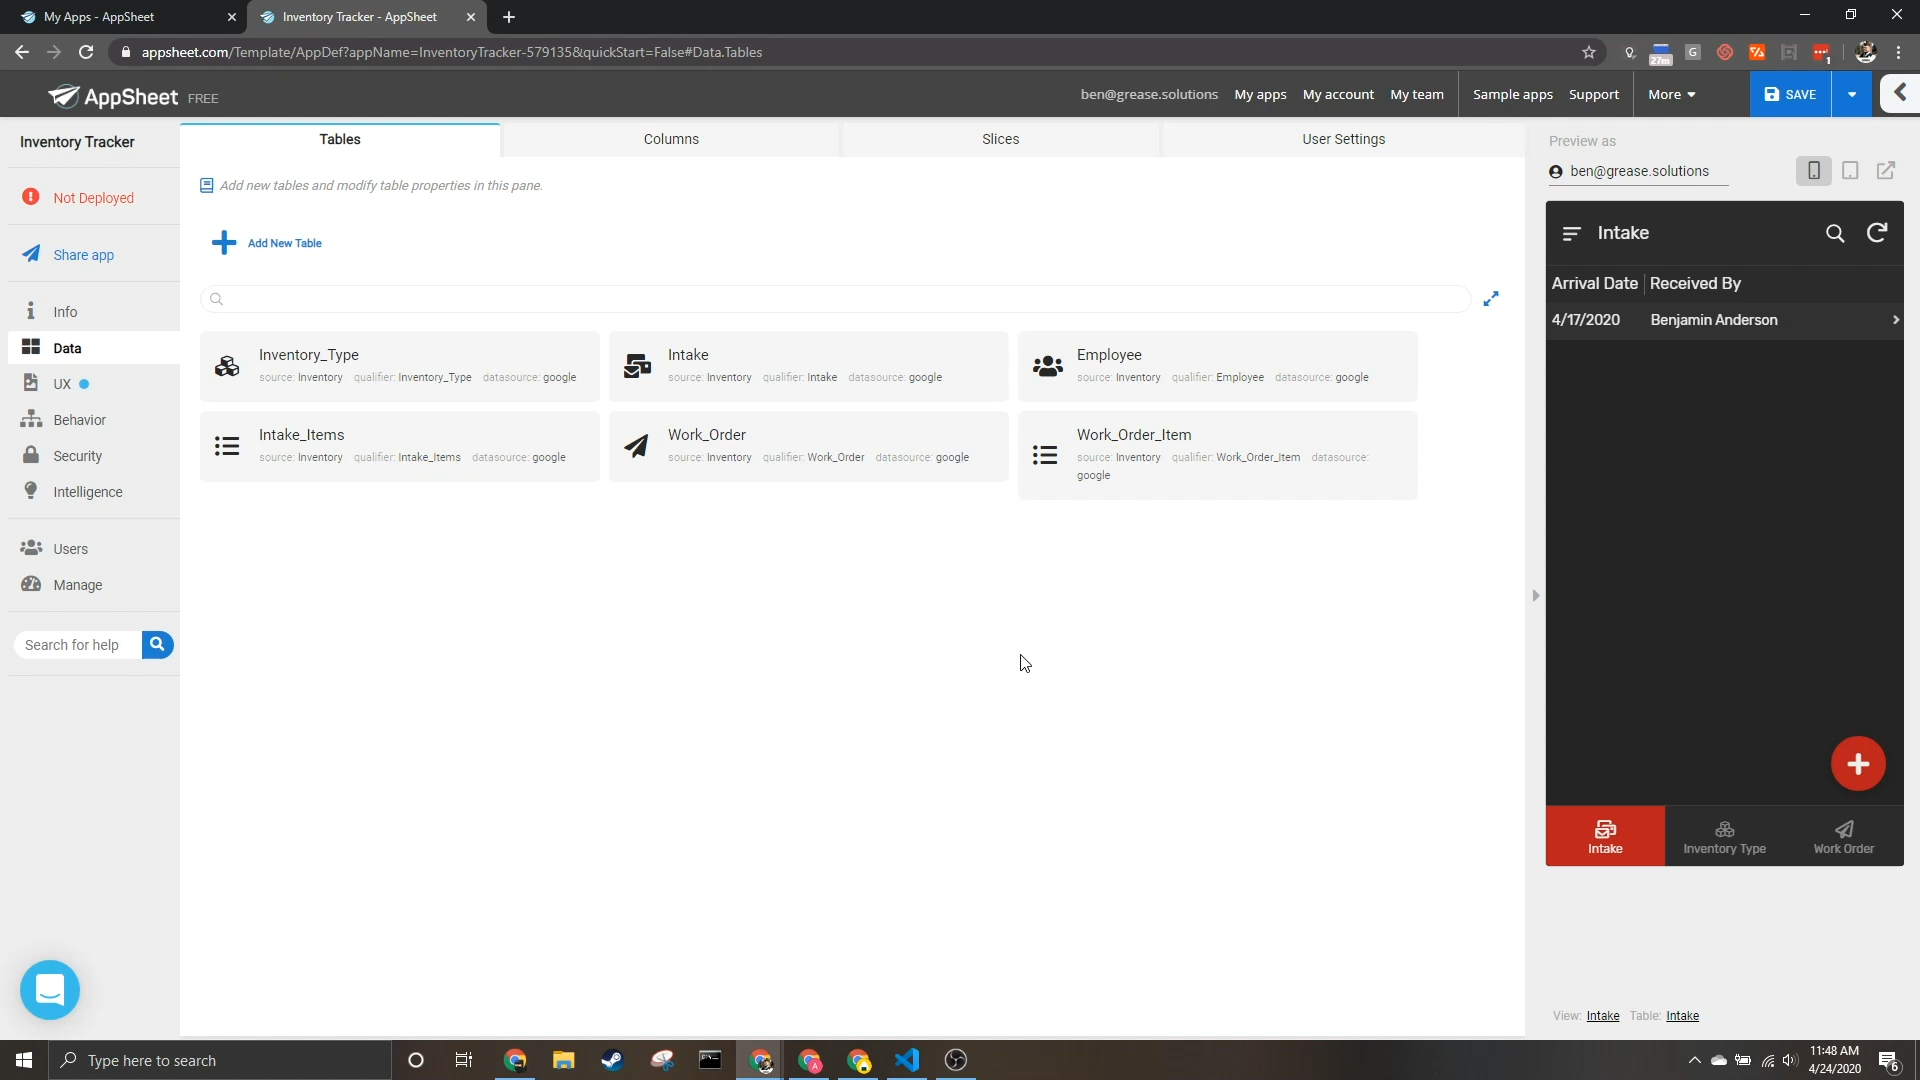 My Apps - AppSheet
Inventory Tracker - AppSheet
appsheet.com/Template/AppDef?appName=InventoryTracker-579135&quickStart=False#Data.Tables
27m
G
1
AppSheet FREE
ben@grease.solutions My apps My account My team Sample apps Support More SAVE
Inventory Tracker
Not Deployed
Share app
Info
Data
UX
Behavior
Security
Intelligence
Users
Manage
Search for help
Tables Columns Slices User Settings
Add new tables and modify table properties in this pane.
Add New Table
Inventory_Type
source: Inventory qualifier: Inventory_Type datasource: google
Intake
source: Inventory qualifier: Intake datasource: google
Employee
source: Inventory qualifier: Employee datasource: google
Intake_Items
source: Inventory qualifier: Intake_Items datasource: google
Work_Order
source: Inventory qualifier: Work_Order datasource: google
Work_Order_Item
source: Inventory qualifier: Work_Order_Item datasource:
google
Preview as
ben@grease.solutions
Intake
Arrival Date Received By
4/17/2020 Benjamin Anderson
Intake Inventory Type Work Order
View: Intake Table: Intake
Type here to search
A
11:48 AM
4/24/2020
6